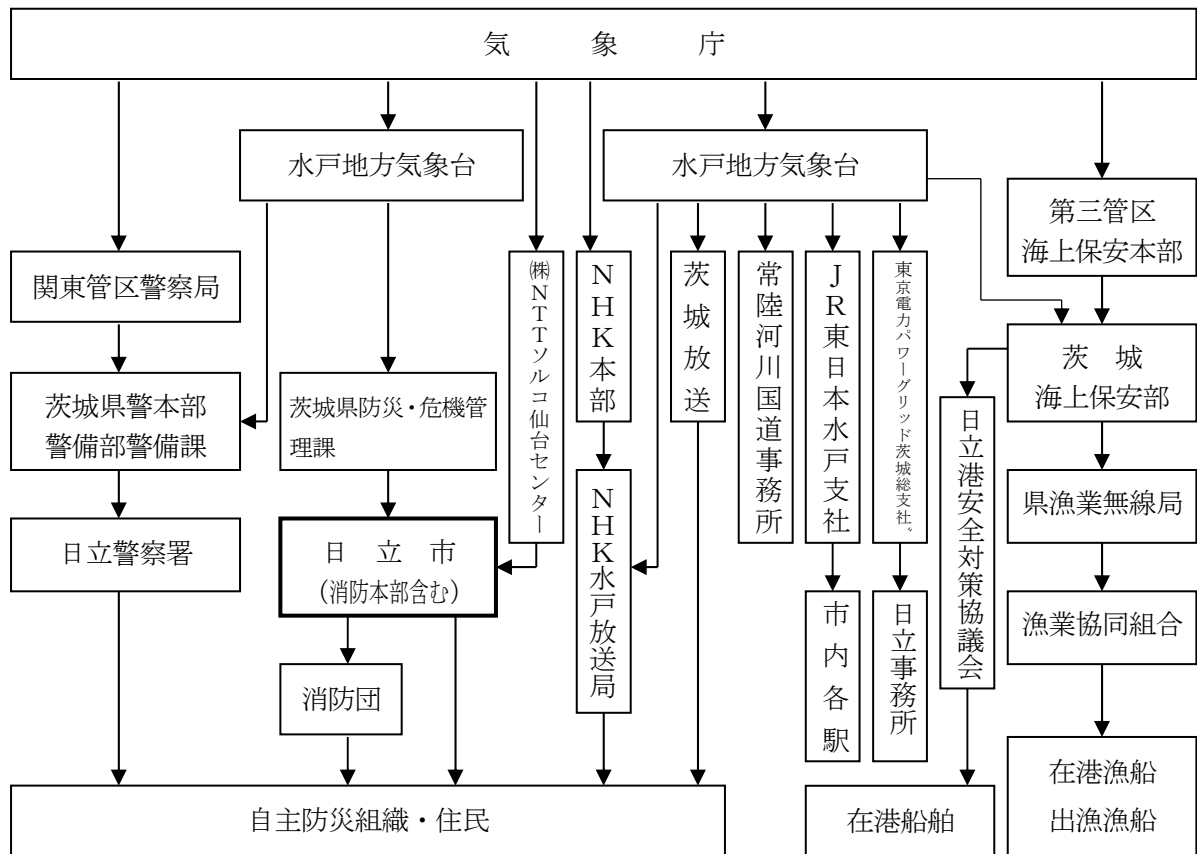 気象庁
水戸地方気象台
水戸地方気象台
第三管区
海上保安本部
関東管区警察局
㈱NTTソルコ仙台センター
NHK本部
茨城放送
常陸河川国道事務所
JR東日本水戸支社
東京電力パワーグリッド茨城総支社
茨城
海上保安部
茨城県警本部
警備部警備課
茨城県防災・危機管
理課
日立港安全対策協議会
NHK水戸放送局
県漁業無線局
日立警察署
日立市
(消防本部含む)
市内各駅
日立事務所
漁業協同組合
消防団
在港漁船
出漁漁船
自主防災組織・住民
在港船舶